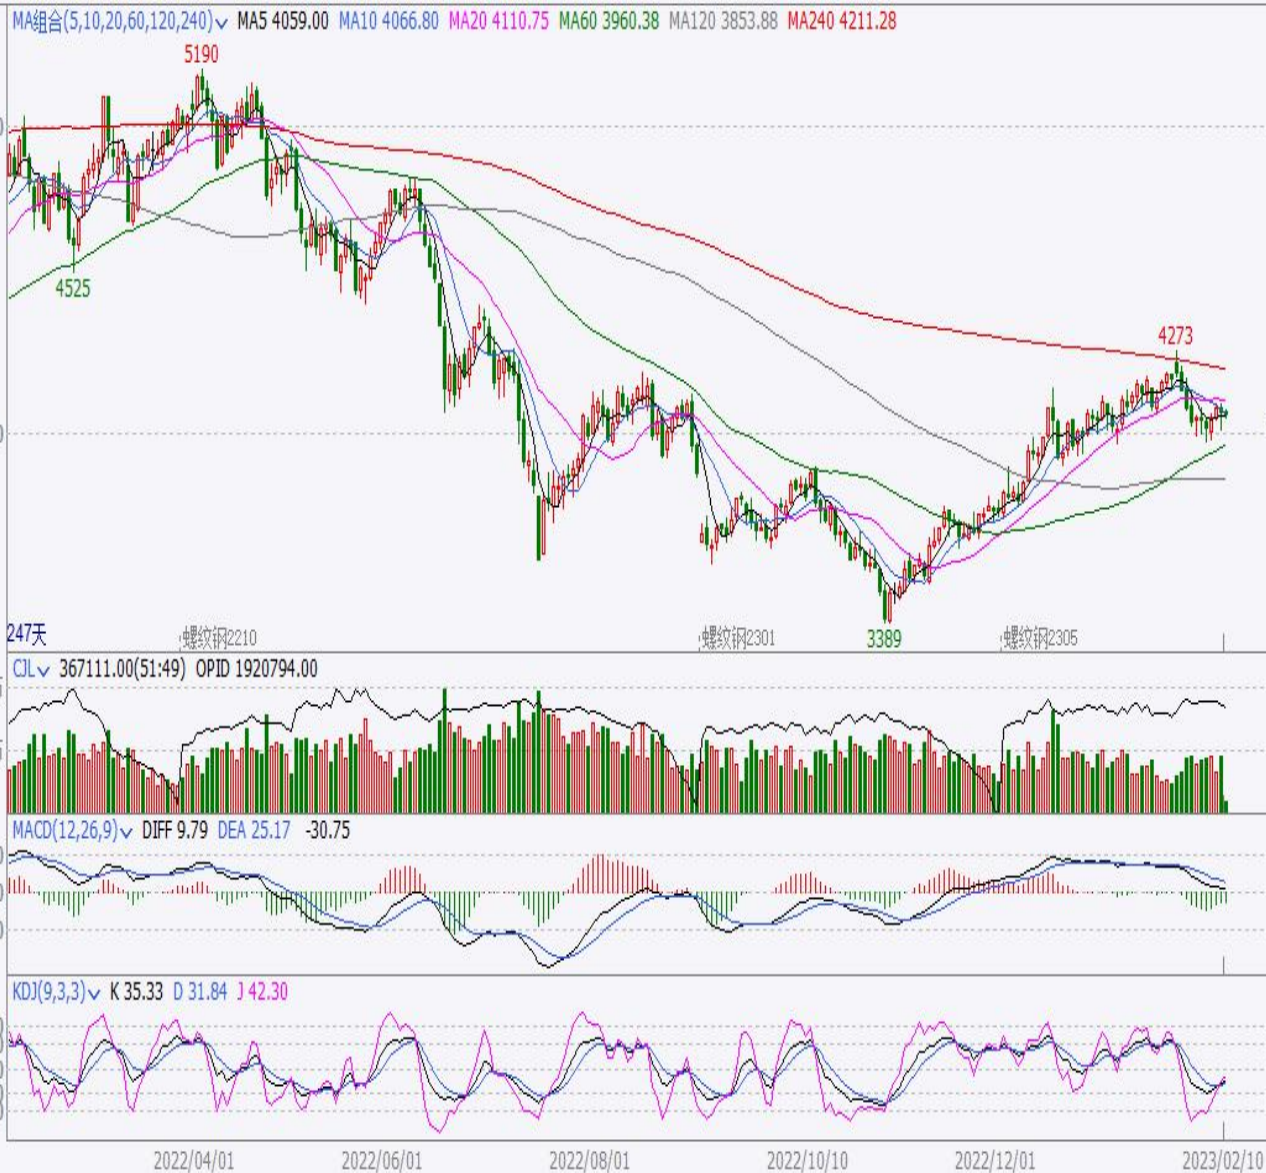 MA组合(5,10,20,60,120,240) MA5 4059.00 MA10 4066.80 MA20 4110.75 MA60 3960.38 MA120 3853.88 MA240 4211.28
5190
4525
4273
3389
247天 螺纹钢2210 螺纹钢2301 螺纹钢2305
CJL 367111.00(51:49) OPID 1920794.00
MACD(12,26,9) DIFF 9.79 DEA 25.17 -30.75
KDJ(9,3,3) K 35.33 D 31.84 J 42.30
2022/04/01 2022/06/01 2022/08/01 2022/10/10 2022/12/01 2023/02/10